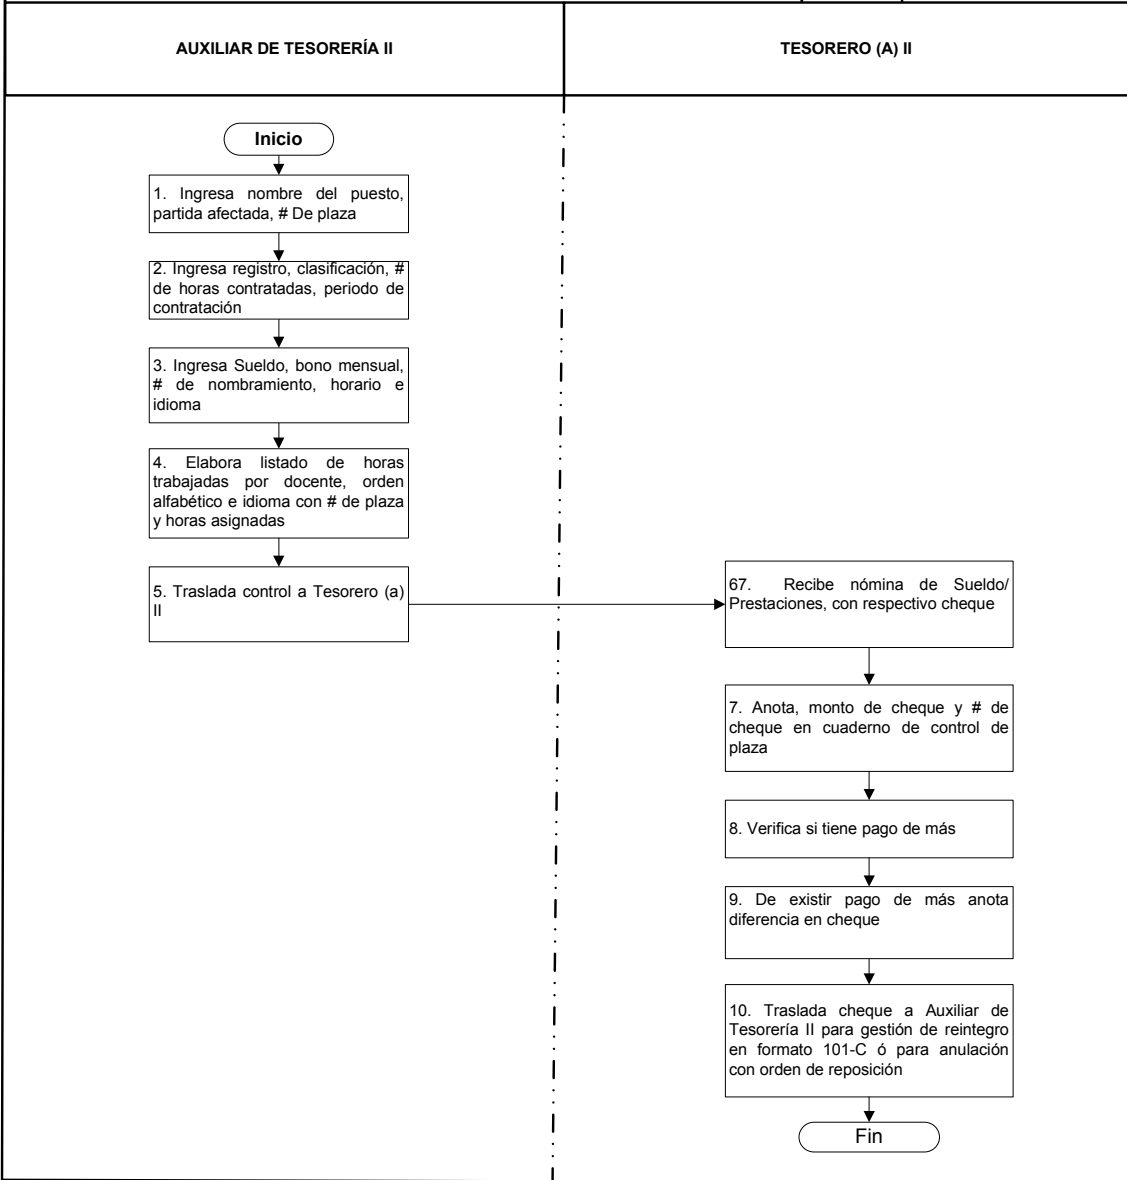 AUXILIAR DE TESORERÍA II
TESORERO (A) II
Inicio
1. Ingresa nombre del puesto,
partida afectada, # De plaza
2. Ingresa registro, clasificación, #
de horas contratadas, periodo de
contratación
3. Ingresa Sueldo, bono mensual,
# de nombramiento, horario e
idioma
4. Elabora listado de horas
trabajadas por docente, orden
alfabético e idioma con # de plaza
y horas asignadas
5. Traslada control a Tesorero (a)
II
67. Recibe nómina de Sueldo/
Prestaciones, con respectivo cheque
7. Anota, monto de cheque y # de
cheque en cuaderno de control de
plaza
8. Verifica si tiene pago de más
9. De existir pago de más anota
diferencia en cheque
10. Traslada cheque a Auxiliar de
Tesorería II para gestión de reintegro
en formato 101-C ó para anulación
con orden de reposición
Fin